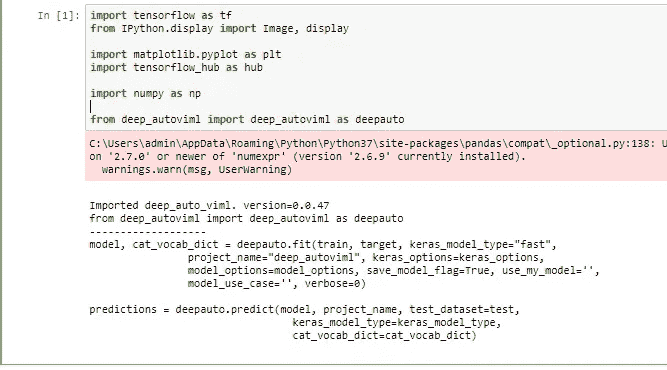 In [1]: import tensorflow as tf
from IPython.display import Image, display
import matplotlib.pyplot as plt
import tensorflow_hub as hub
import numpy as np
from deep_autoviml import deep_autoviml as deepauto
C:\Users\admin\AppData\Roaming\Python\Python37\site-packages\pandas\compat\_optional.py:138: U
on '2.7.0' or newer of 'numexpr' (version '2.6.9' currently installed).
warnings.warn(msg, UserWarning)
Imported deep_auto_viml. version=0.0.47
from deep_autoviml import deep_autoviml as deepauto
-------------------
model, cat_vocab_dict = deepauto.fit(train, target, keras_model_type="fast",
project_name="deep_autoviml", keras_options=keras_options,
model_options=model_options, save_model_flag=True, use_my_model='',
model_use_case='', verbose=0)
predictions = deepauto.predict(model, project_name, test_dataset=test,
keras_model_type=keras_model_type,
cat_vocab_dict=cat_vocab_dict)